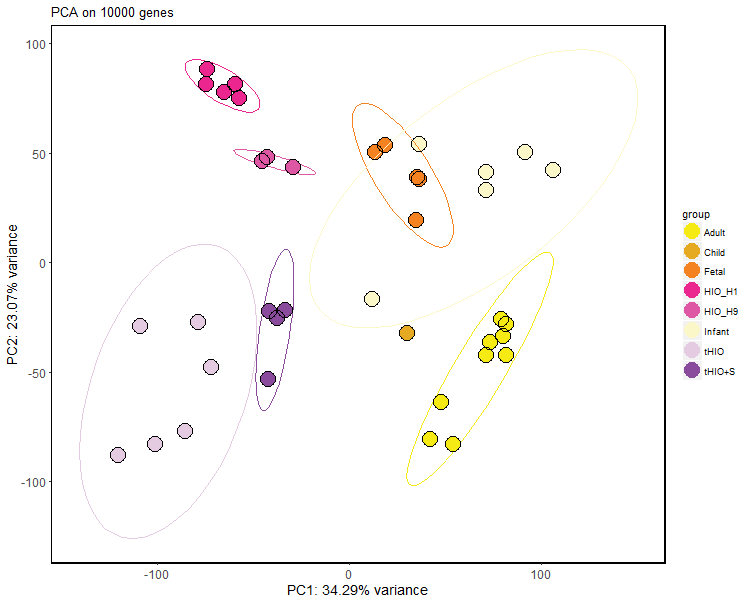 PCA on 10000 genes
100
50
0
-50
-100
PC2: 23.07% variance
-100
0
100
PC1: 34.29% variance
group
Adult
Child
Fetal
HIO_H1
HIO_H9
Infant
tHIO
tHIO+S